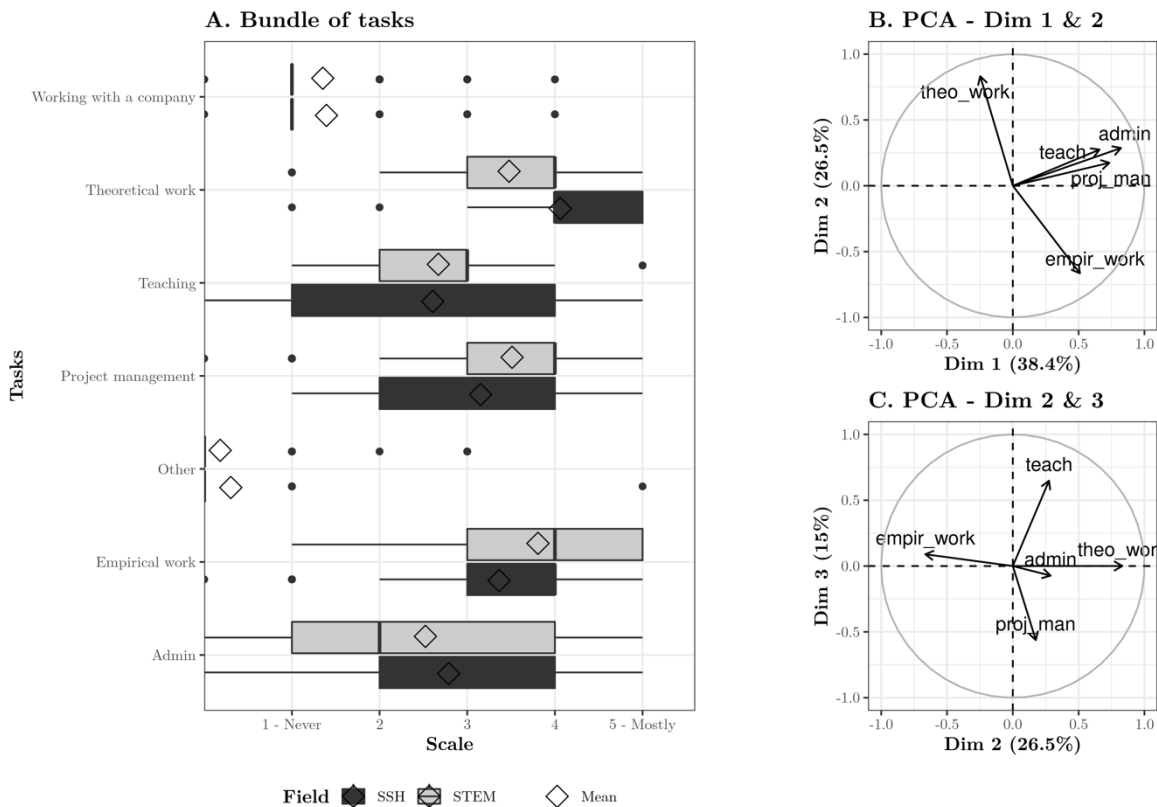 A. Bundle of tasks
Working with a company
Theoretical work
Teaching
Project management
Other
Empirical work
Admin
Tasks
1 - Never
2
3
4
5 - Mostly
Scale
Field
SSH
STEM
Mean
B. PCA - Dim 1 & 2
1.0
0.5
0.0
-0.5
-1.0
Dim 2 (26.5%)
theo_work
admin
teach
proj_man
empir_work
-1.0
-0.5
0.0
0.5
1.0
Dim 1 (38.4%)
C. PCA - Dim 2 & 3
1.0
0.5
0.0
-0.5
-1.0
Dim 3 (15%)
teach
empir_work
theo_wor
admin
proj_man
-1.0
-0.5
0.0
0.5
1.0
Dim 2 (26.5%)